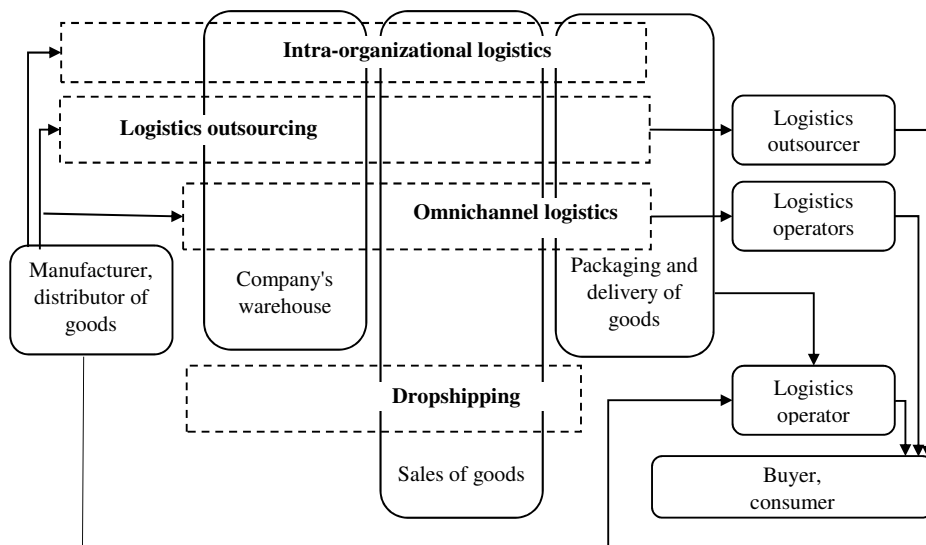 Intra-organizational logistics
Logistics outsourcing
Logistics
outsourcer
Omnichannel logistics
Logistics
operators
Manufacturer,
distributor of
goods
Company's
warehouse
Packaging and
delivery of
goods
Dropshipping
Logistics
operator
Sales of goods
Buyer,
consumer